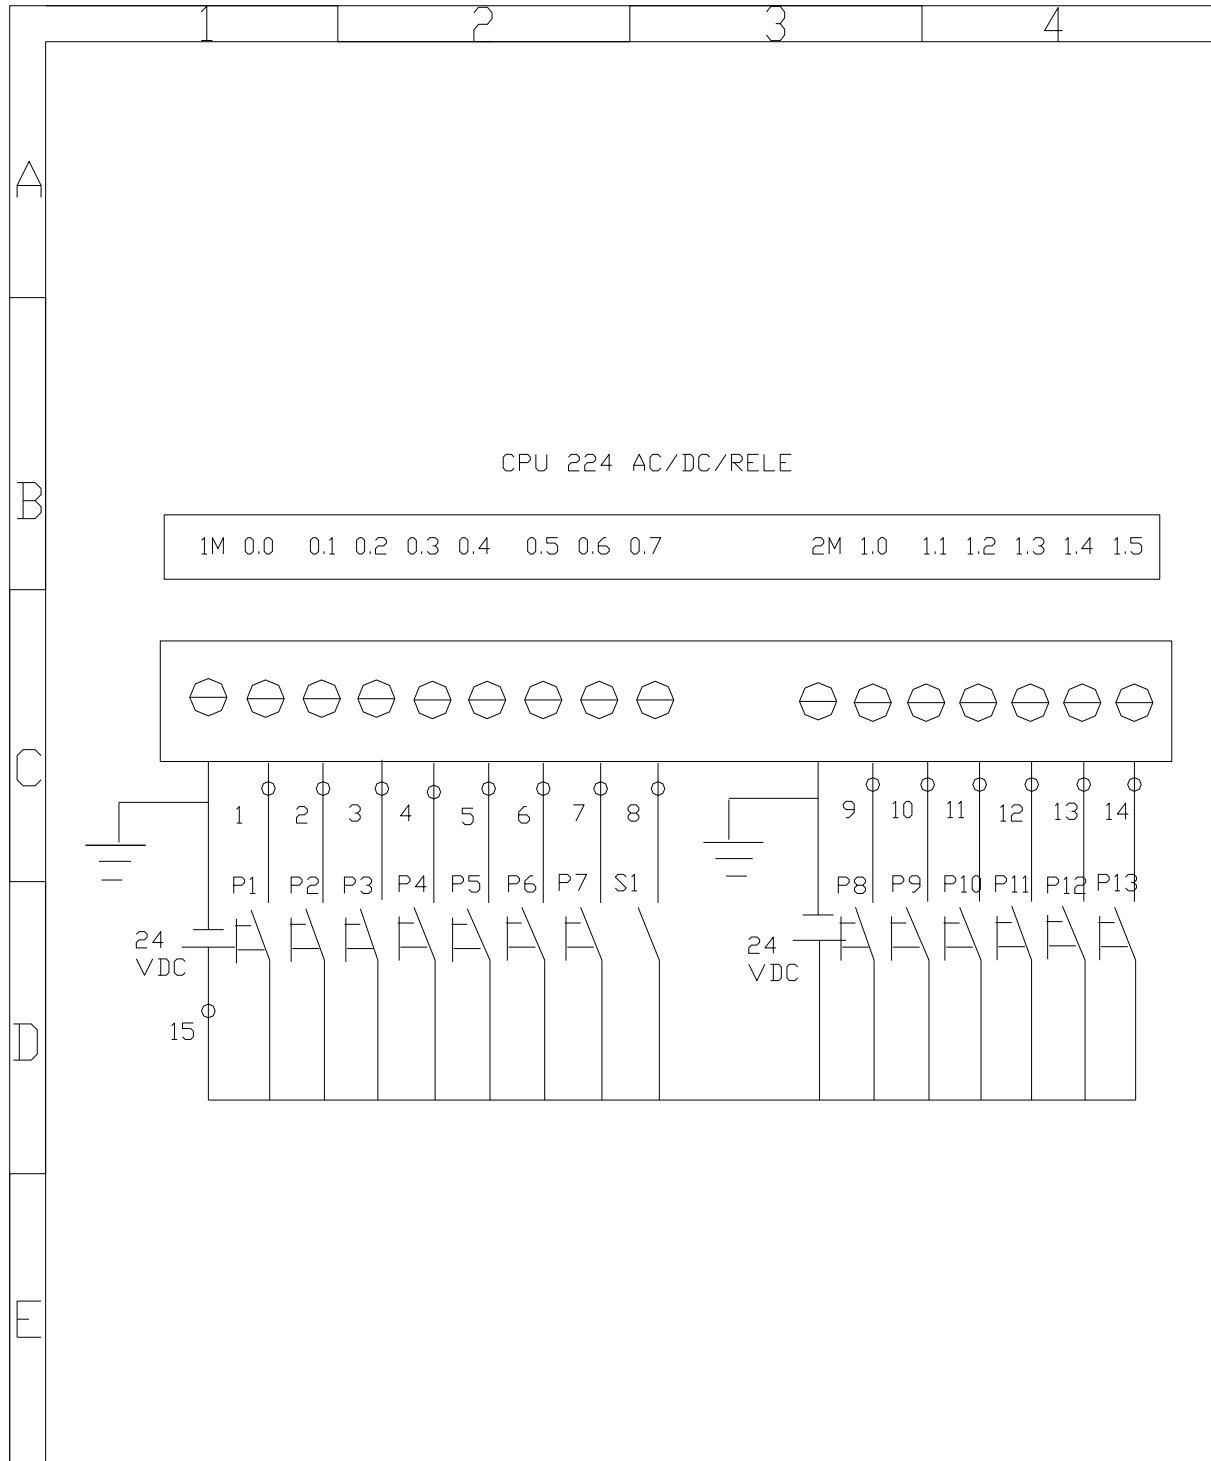 1 2 3 4
A
B
CPU 224 AC/DC/RELE
1M 0.0 0.1 0.2 0.3 0.4 0.5 0.6 0.7 2M 1.0 1.1 1.2 1.3 1.4 1.5
C
1 2 3 4 5 6 7 8 9 10 11 12 13 14
P1 P2 P3 P4 P5 P6 P7 S1 P8 P9 P10 P11 P12 P13
24
VDC
24
VDC
15
D
E